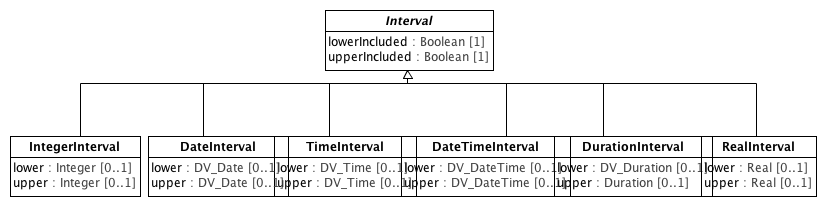 Interval
lowerIncluded : Boolean [1]
upperIncluded : Boolean [1]
IntegerInterval
lower : Integer [0..1]
upper : Integer [0..1]
DateInterval
lower : DV_Date [0..1]
upper : DV_Date [0..1]
TimeInterval
lower : DV_Time [0..1]
upper : DV_Time [0..1]
DateTimeInterval
lower : DV_DateTime [0..1]
upper : DV_DateTime [0..1]
DurationInterval
lower : DV_Duration [0..1]
upper : Duration [0..1]
RealInterval
lower : Real [0..1]
upper : Real [0..1]